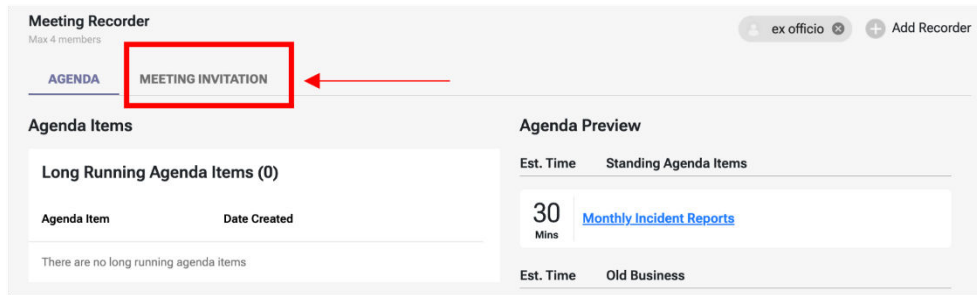 Meeting Recorder
Max 4 members
ex officio
Add Recorder
AGENDA
MEETING INVITATION
Agenda Items
Long Running Agenda Items (0)
Agenda Item
Date Created
There are no long running agenda items
Agenda Preview
Est. Time
Standing Agenda Items
30
Mins
Monthly Incident Reports
Est. Time
Old Business